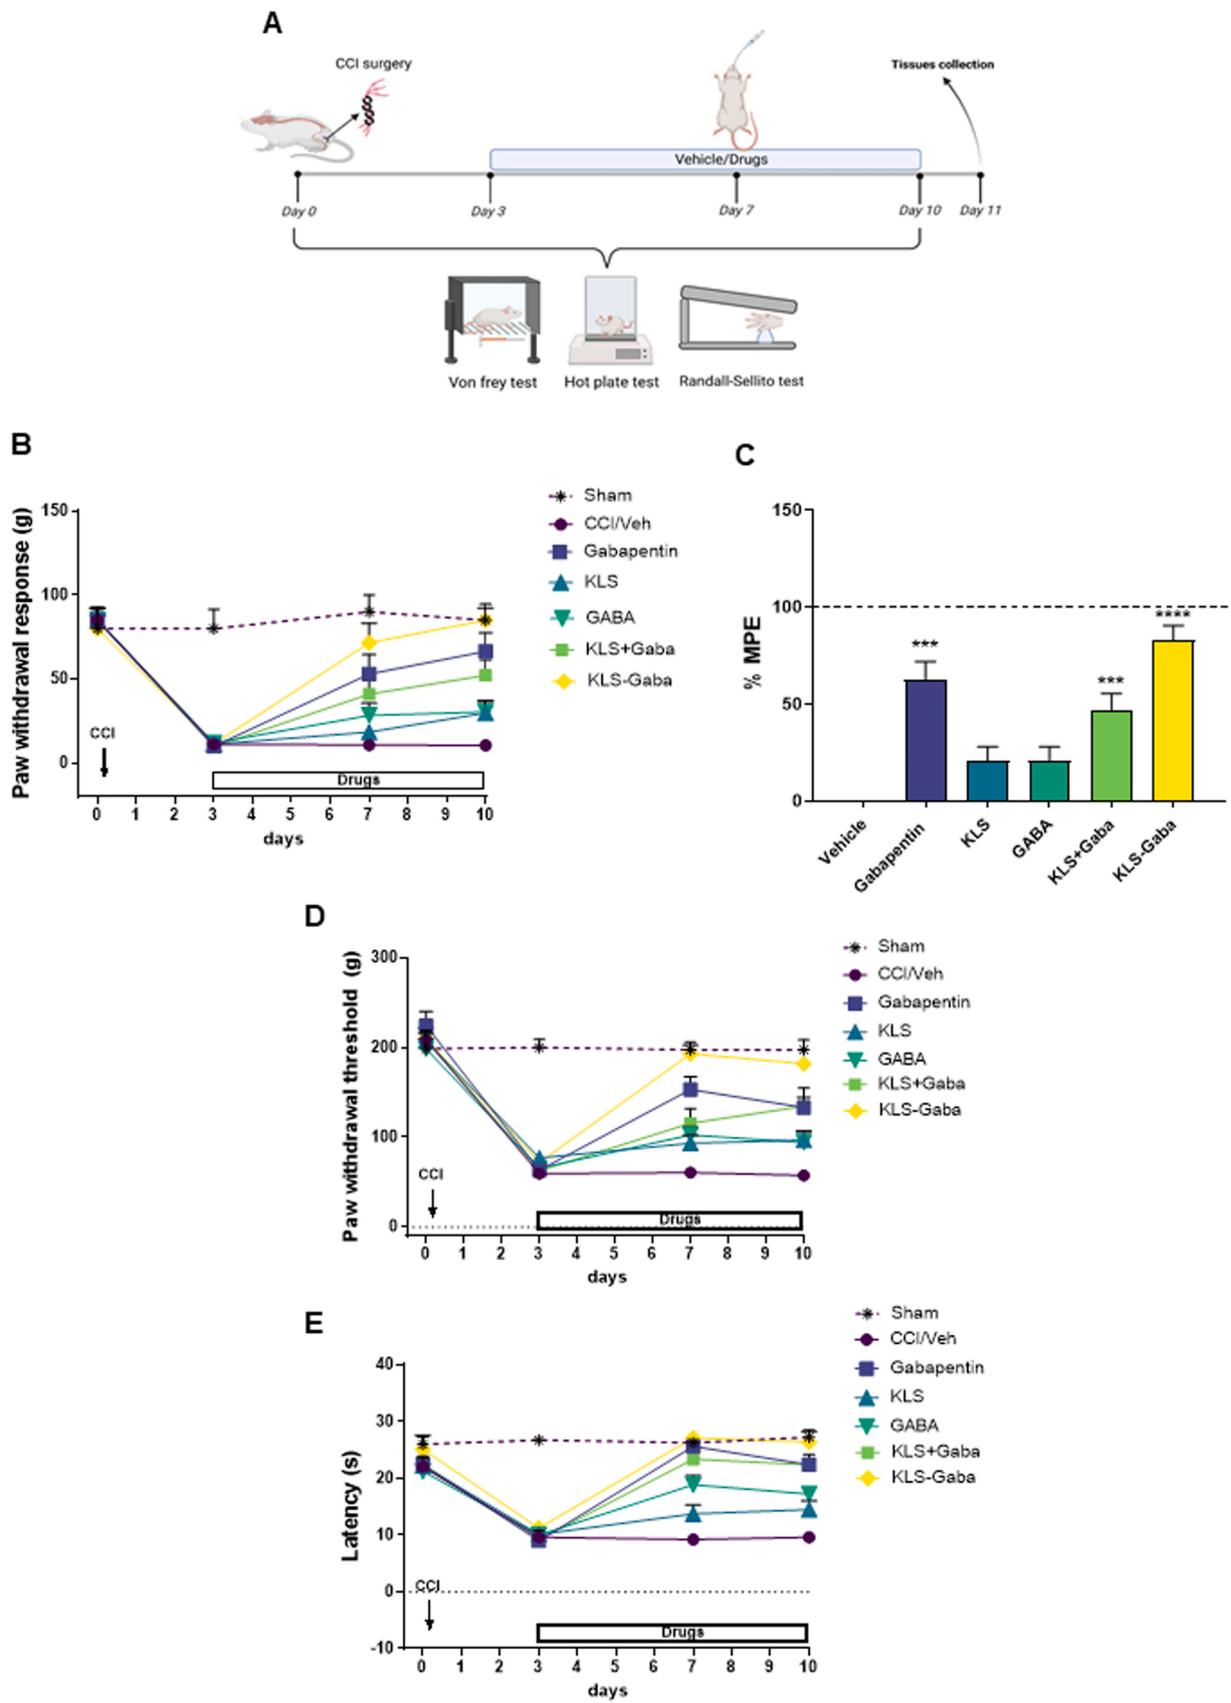 A
CCI surgery
Tissues collection
Vehicle/Drugs
Day 0
Day 3
Day 7
Day 10
Day 11
Von frey test
Hot plate test
Randall-Sellito test
B
Paw withdrawal response (g)
150
100
50
0
CCI
Drugs
0 1 2 3 4 5 6 7 8 9 10
days
Sham
CCI/Veh
Gabapentin
KLS
GABA
KLS+Gaba
KLS-Gaba
C
% MPE
150
100
50
0
***
***
****
Vehicle
Gabapentin
KLS
GABA
KLS+Gaba
KLS-Gaba
D
Paw withdrawal threshold (g)
300
200
100
0
CCI
Drugs
0 1 2 3 4 5 6 7 8 9 10
days
Sham
CCI/Veh
Gabapentin
KLS
GABA
KLS+Gaba
KLS-Gaba
E
Latency (s)
40
30
20
10
0
-10
CCI
Drugs
0 1 2 3 4 5 6 7 8 9 10
days
Sham
CCI/Veh
Gabapentin
KLS
GABA
KLS+Gaba
KLS-Gaba